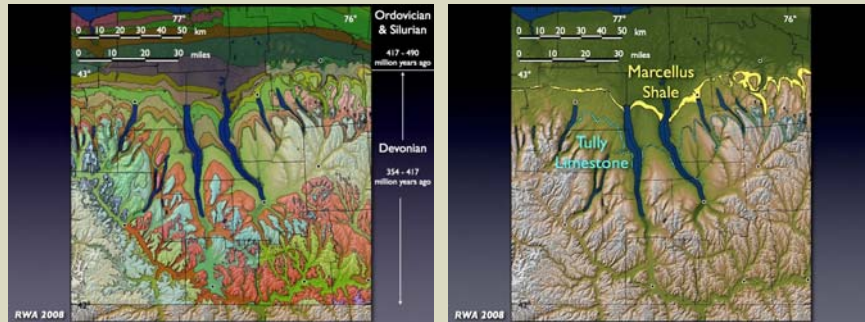 77°
76°
0 10 20 30 40 50 km
0 10 20 30 miles
43°
42°
RWA 2008
Ordovician
& Silurian
417 - 490
million years ago
Devonian
354 - 417
million years ago
77°
76°
0 10 20 30 40 50 km
0 10 20 30 miles
43°
Marcellus
Shale
Tully
Limestone
42°
RWA 2008